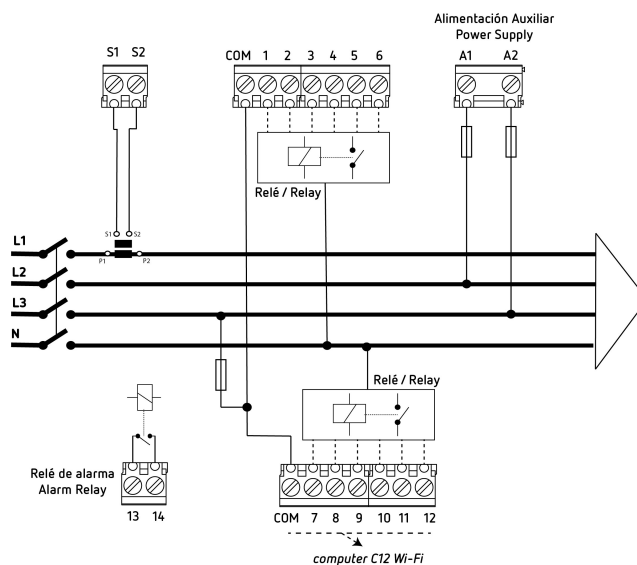 Alimentación Auxiliar
Power Supply
S1 S2
COM 1 2 3 4 5 6
A1 A2
Relé / Relay
S1 S2
L1
P1 P2
L2
L3
N
Relé / Relay
Relé de alarma
Alarm Relay
13 14
COM 7 8 9 10 11 12
computer C12 Wi-Fi